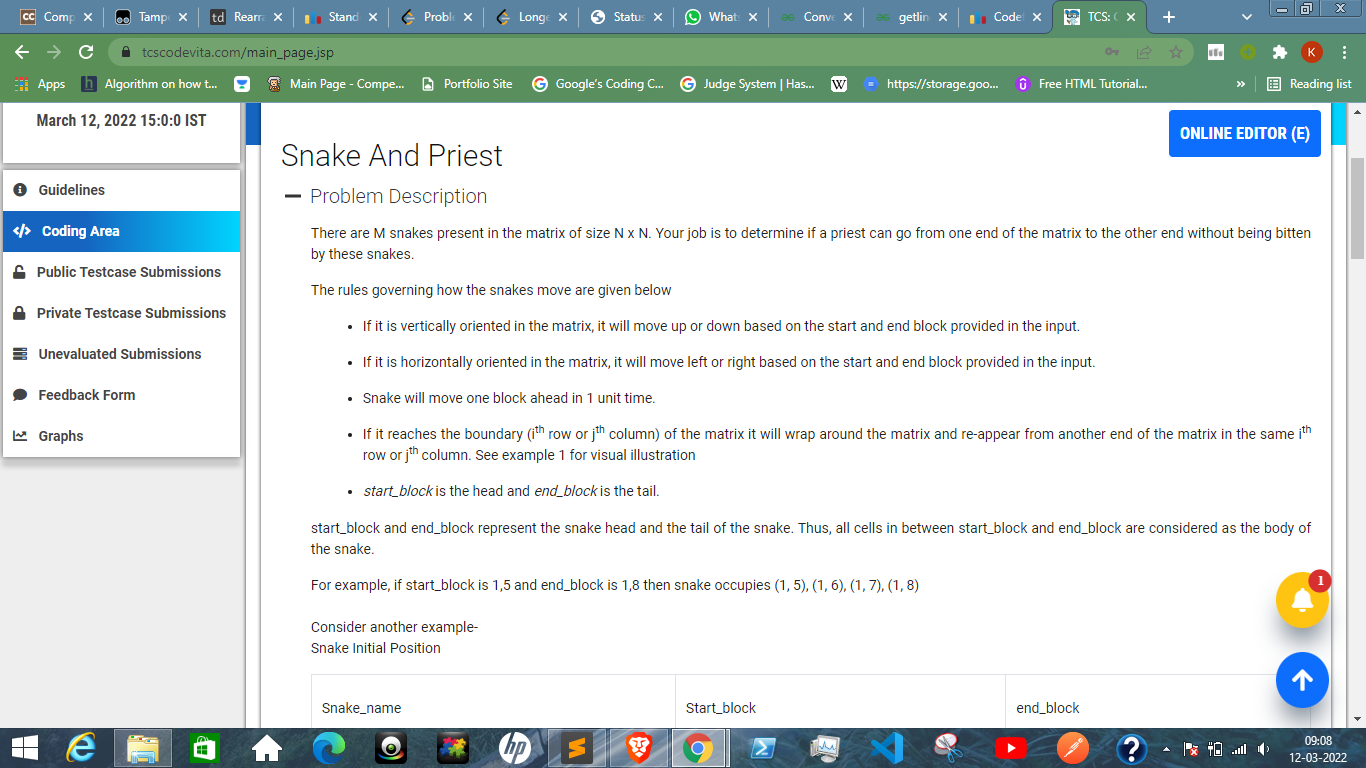 Comp
Tamp
Rearra
Stand
Proble
Longe
Status
What
Conve
getlin
Codef
TCS: C
tcscodevita.com/main_page.jsp
K
Apps
Algorithm on how t...
Main Page - Compe...
Portfolio Site
Google's Coding C...
Judge System | Has...
https://storage.goo...
Free HTML Tutorial...
»
Reading list
March 12, 2022 15:0:0 IST
Guidelines
Coding Area
Public Testcase Submissions
Private Testcase Submissions
Unevaluated Submissions
Feedback Form
Graphs
ONLINE EDITOR (E)
Snake And Priest
Problem Description
There are M snakes present in the matrix of size N x N. Your job is to determine if a priest can go from one end of the matrix to the other end without being bitten
by these snakes.
The rules governing how the snakes move are given below
• If it is vertically oriented in the matrix, it will move up or down based on the start and end block provided in the input.
• If it is horizontally oriented in the matrix, it will move left or right based on the start and end block provided in the input.
• Snake will move one block ahead in 1 unit time.
• If it reaches the boundary (ith row or jth column) of the matrix it will wrap around the matrix and re-appear from another end of the matrix in the same ith
row or jth column. See example 1 for visual illustration
• start_block is the head and end_block is the tail.
start_block and end_block represent the snake head and the tail of the snake. Thus, all cells in between start_block and end_block are considered as the body of
the snake.
For example, if start_block is 1,5 and end_block is 1,8 then snake occupies (1, 5), (1, 6), (1, 7), (1, 8)
Consider another example-
Snake Initial Position
Snake_name
Start_block
end_block
1
09:08
12-03-2022